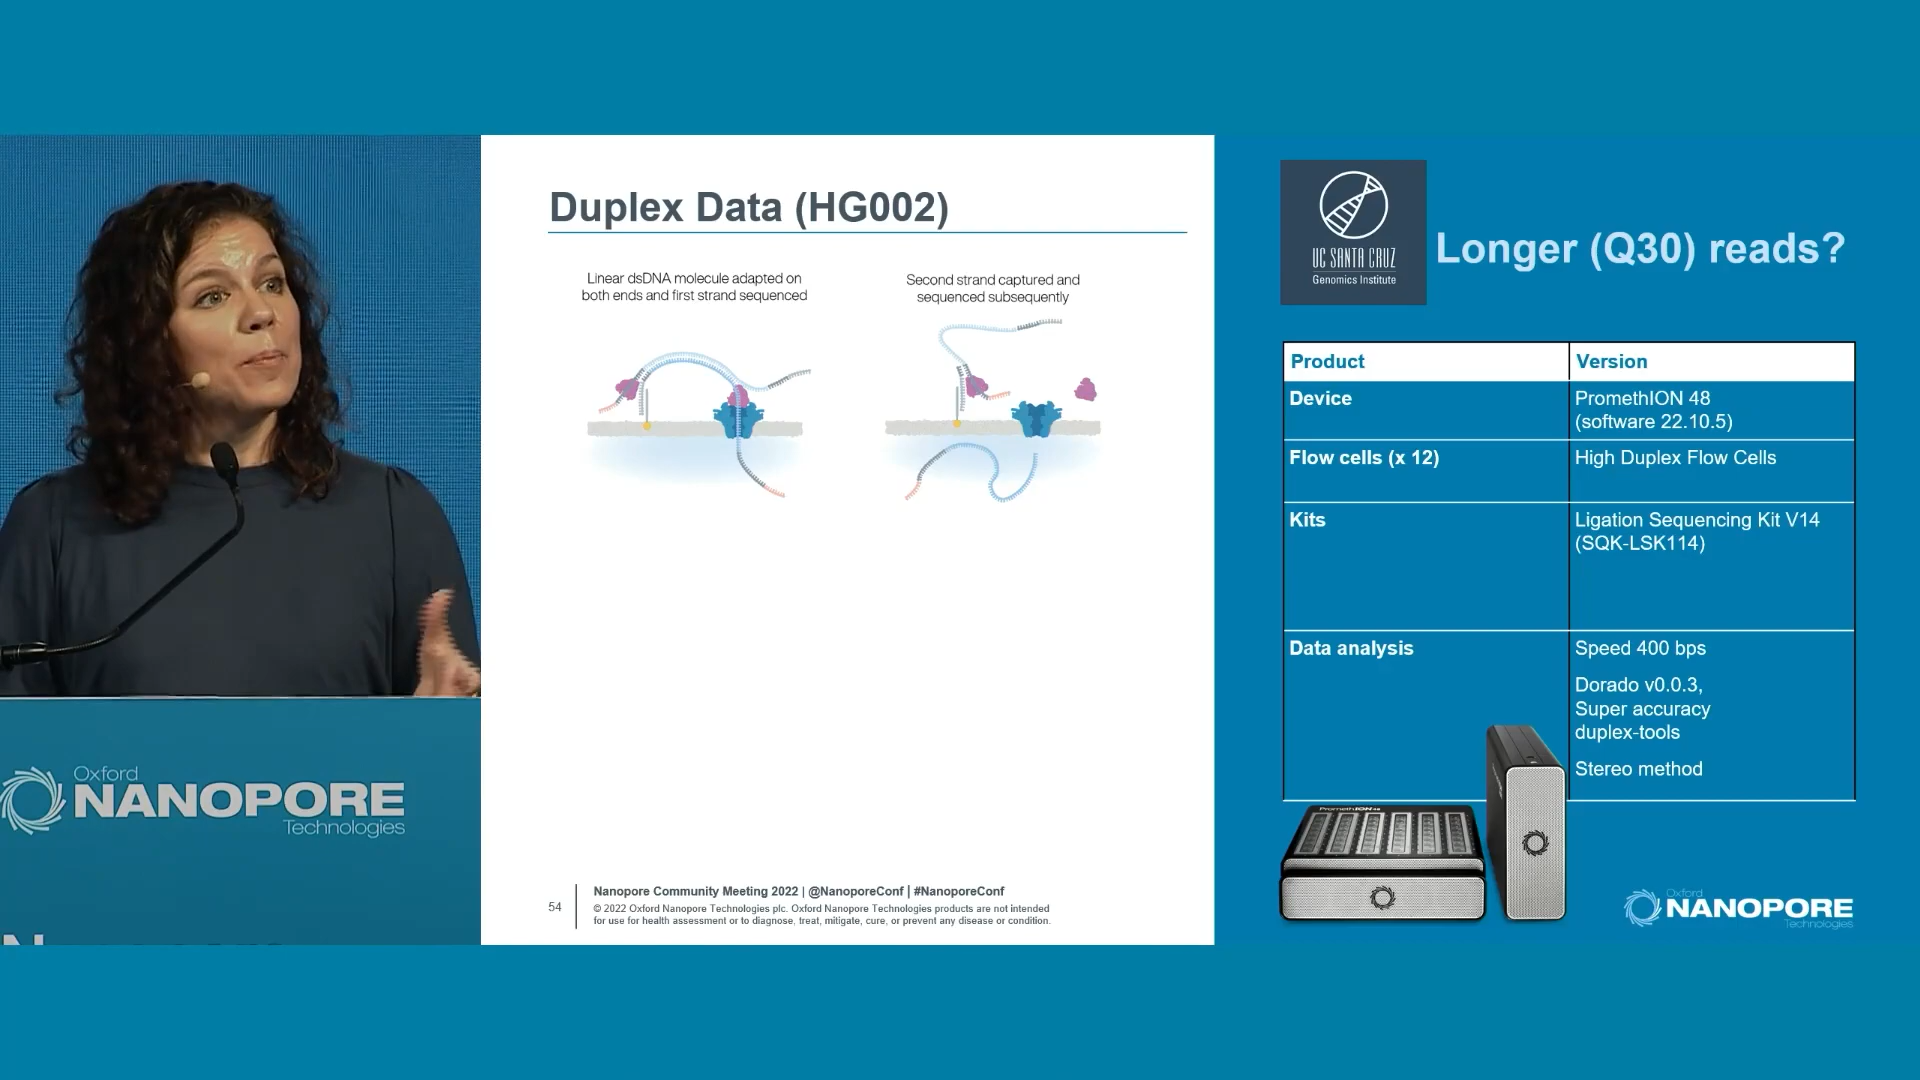 Oxford
NANOPORE
Technologies
Duplex Data (HG002)
Linear dsDNA molecule adapted on
both ends and first strand sequenced
Second strand captured and
sequenced subsequently
54
Nanopore Community Meeting 2022 | @NanoporeConf | #NanoporeConf
© 2022 Oxford Nanopore Technologies plc. Oxford Nanopore Technologies products are not intended
for use for health assessment or to diagnose, treat, mitigate, cure, or prevent any disease or condition.
UC SANTA CRUZ
Genomics Institute
Longer (Q30) reads?
Product Version
Device PromethION 48
(software 22.10.5)
Flow cells (x 12) High Duplex Flow Cells
Kits Ligation Sequencing Kit V14
(SQK-LSK114)
Data analysis Speed 400 bps
Dorado v0.0.3,
Super accuracy
duplex-tools
Stereo method
PromethION 48
Oxford
NANOPORE
Technologies